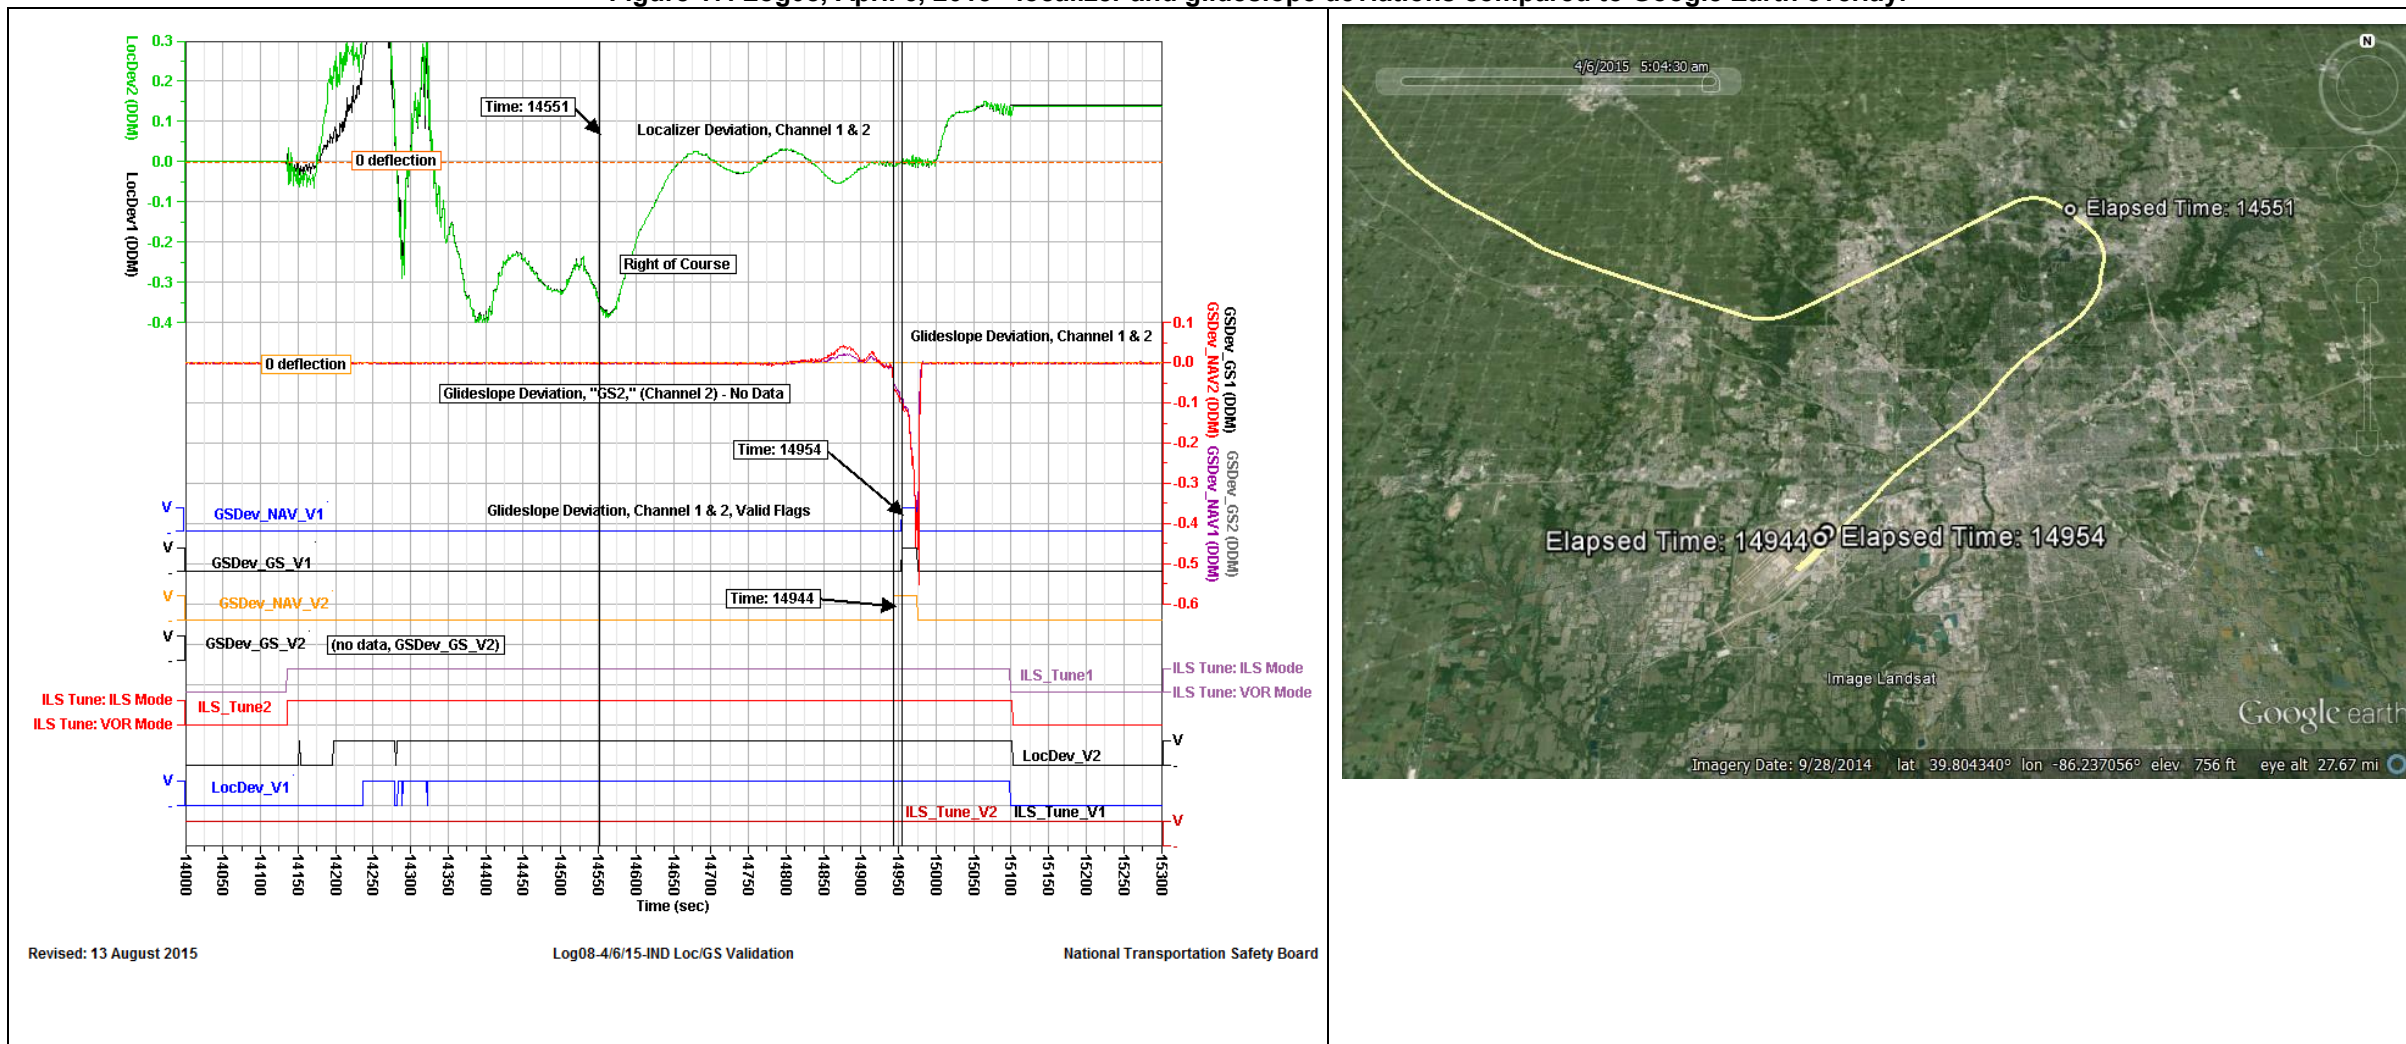 LocDev2 (DDM)
LocDev1 (DDM)
0.3
0.2
0.1
0.0
-0.1
-0.2
-0.3
-0.4
Time: 14551
Localizer Deviation, Channel 1 & 2
0 deflection
Right of Course
Glideslope Deviation, Channel 1 & 2
0 deflection
Glideslope Deviation, "GS2," (Channel 2) - No Data
Time: 14954
0.1
0.0
-0.1
-0.2
-0.3
-0.4
-0.5
-0.6
GSDev_NAV2 (DDM)
GSDev_GS1 (DDM)
GSDev_NAV1 (DDM)
GSDev_GS2 (DDM)
V
-
GSDev_NAV_V1
Glideslope Deviation, Channel 1 & 2, Valid Flags
V
-
GSDev_GS_V1
V
-
GSDev_NAV_V2
Time: 14944
V
-
GSDev_GS_V2
(no data, GSDev_GS_V2)
ILS_Tune1
ILS Tune: ILS Mode
ILS Tune: VOR Mode
ILS Tune: ILS Mode
ILS Tune: VOR Mode
ILS_Tune2
V
-
LocDev_V2
V
-
LocDev_V1
ILS_Tune_V2
ILS_Tune_V1
V
-
14000
14050
14100
14150
14200
14250
14300
14350
14400
14450
14500
14550
14600
14650
14700
14750
14800
14850
14900
14950
15000
15050
15100
15150
15200
15250
15300
Time (sec)
Revised: 13 August 2015
Log08-4/6/15-IND Loc/GS Validation
National Transportation Safety Board
4/6/2015 5:04:30 am
N
Elapsed Time: 14551
Elapsed Time: 14944
Elapsed Time: 14954
Image Landsat
Google earth
Imagery Date: 9/28/2014 lat 39.804340° lon -86.237056° elev 756 ft eye alt 27.67 mi